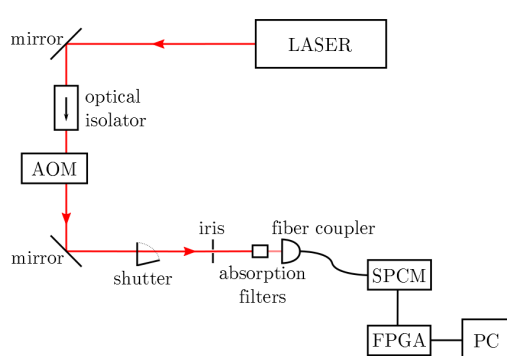 mirror
LASER
optical
isolator
AOM
iris
fiber coupler
mirror
shutter
absorption
filters
SPCM
FPGA
PC